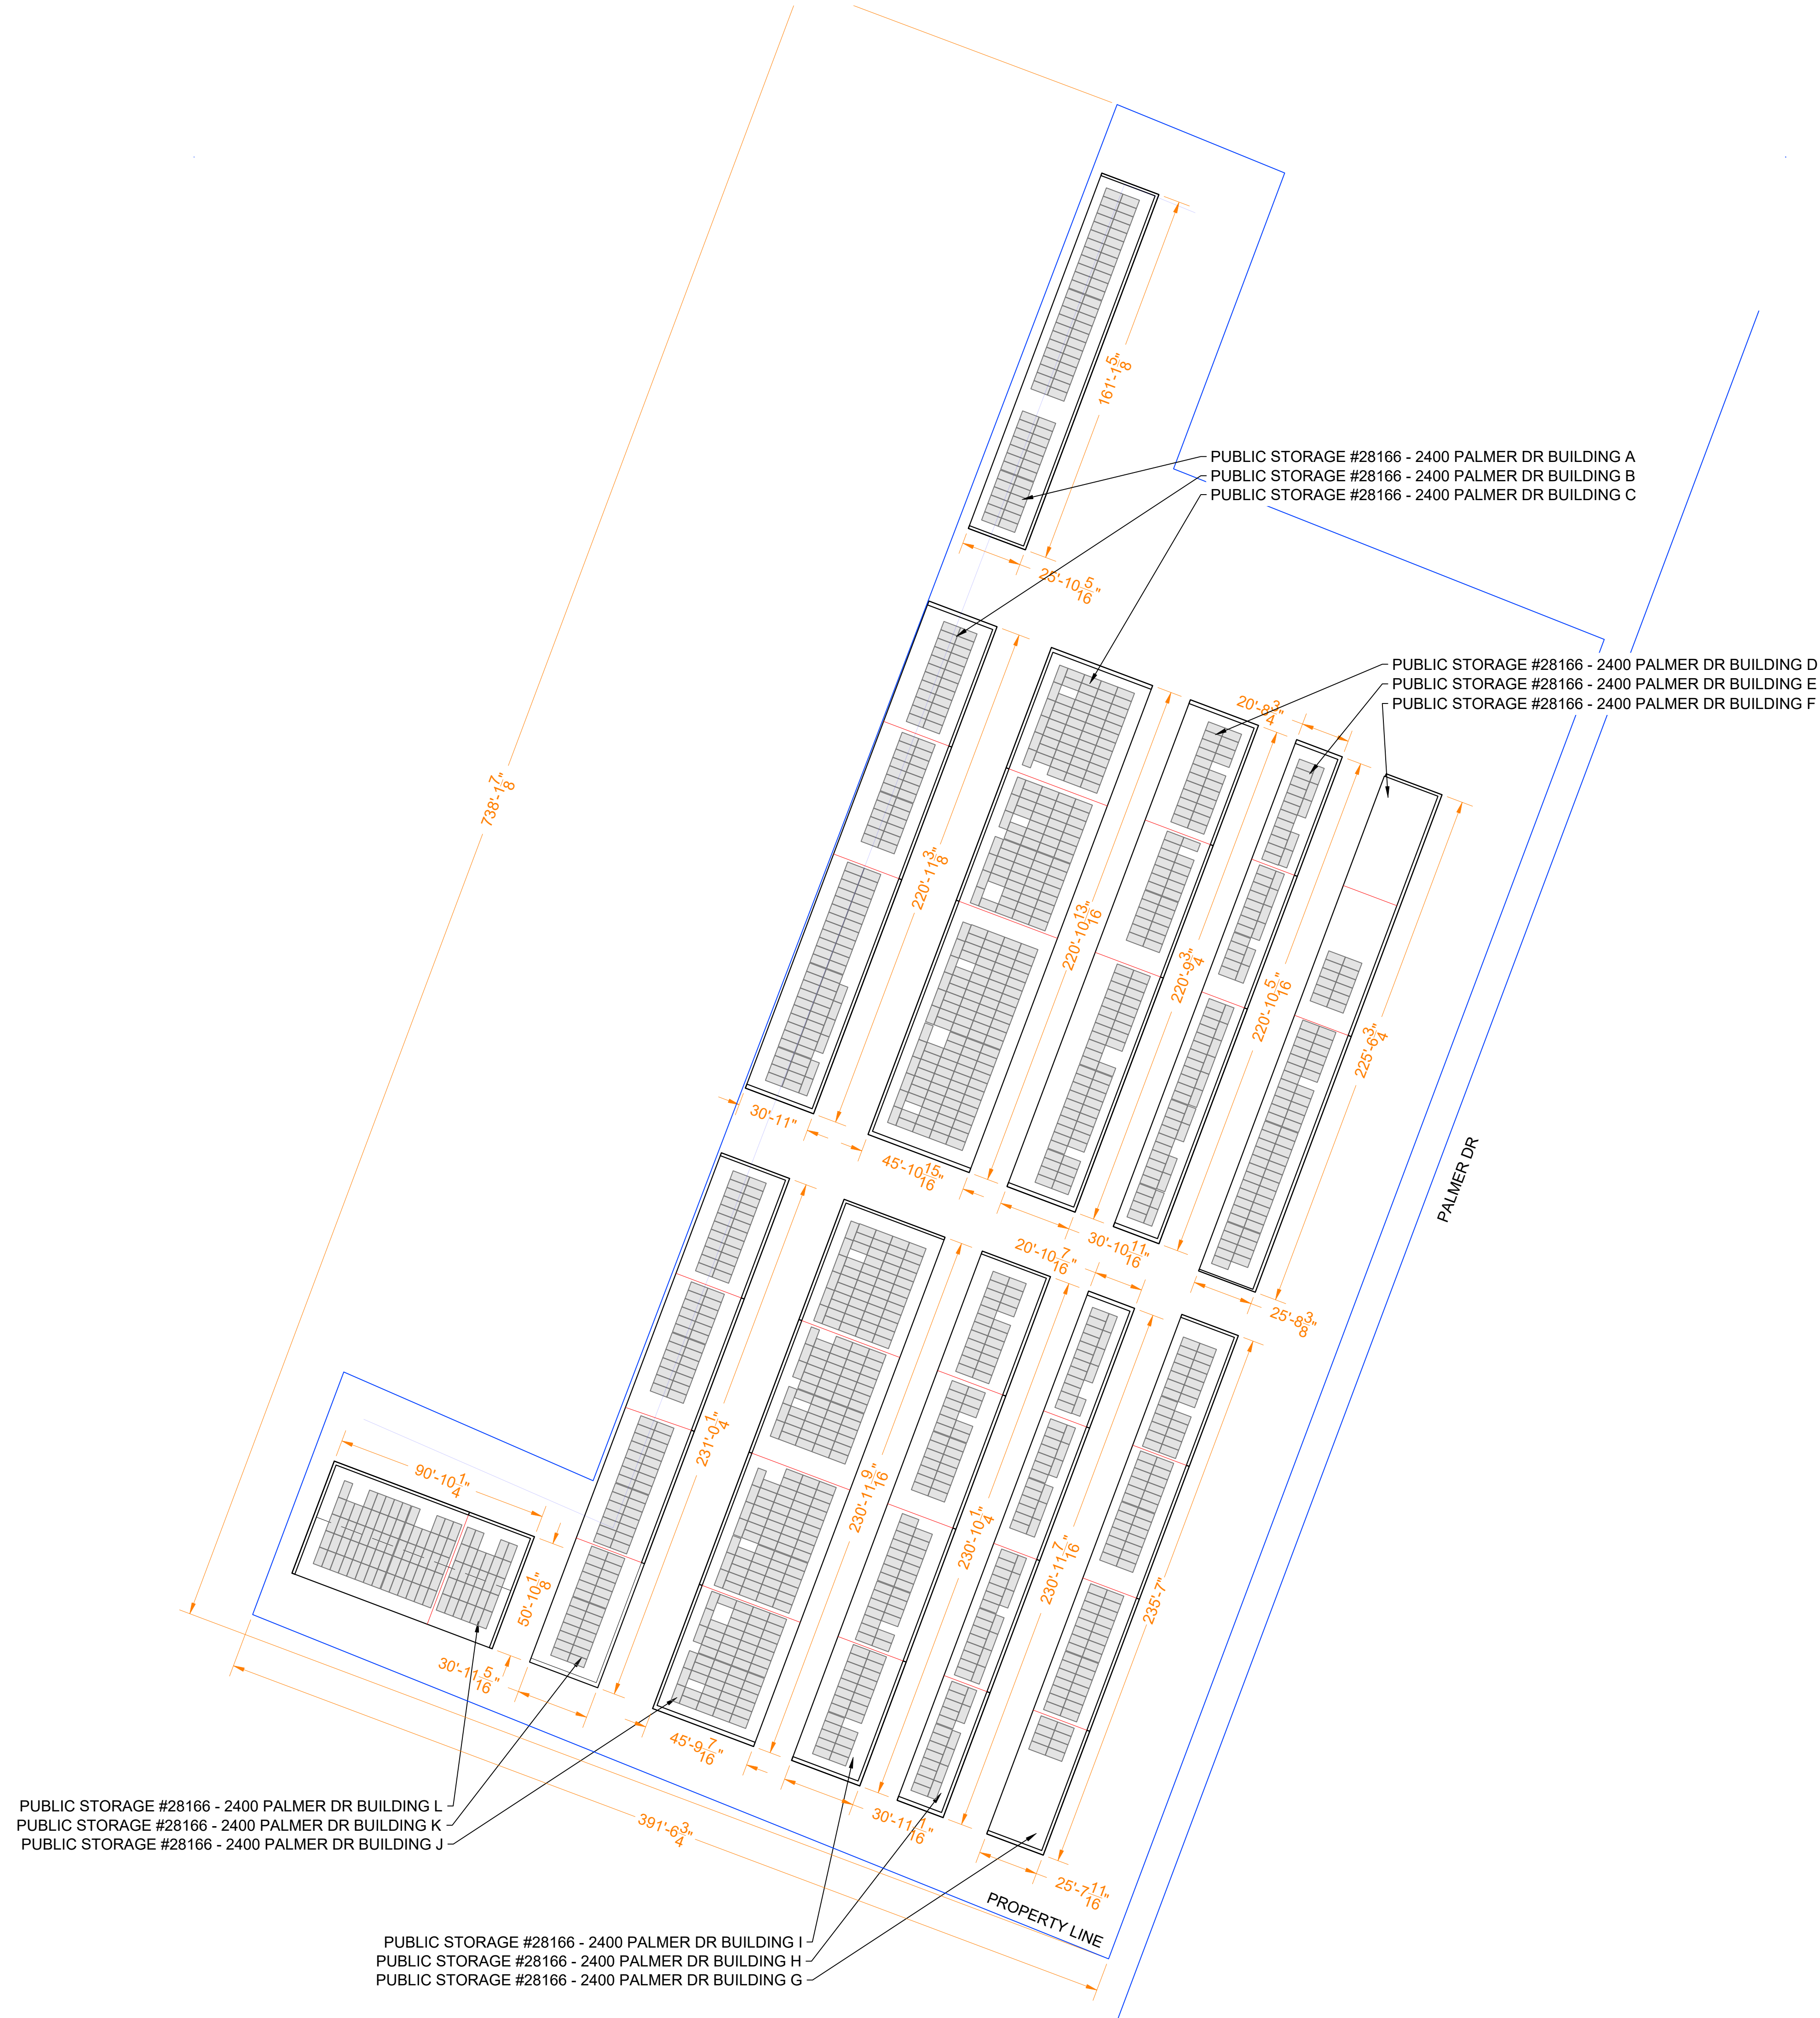 161'-1 5/8"
PUBLIC STORAGE #28166 - 2400 PALMER DR BUILDING A
PUBLIC STORAGE #28166 - 2400 PALMER DR BUILDING B
PUBLIC STORAGE #28166 - 2400 PALMER DR BUILDING C
25'-10 5/16"
PUBLIC STORAGE #28166 - 2400 PALMER DR BUILDING D
PUBLIC STORAGE #28166 - 2400 PALMER DR BUILDING E
PUBLIC STORAGE #28166 - 2400 PALMER DR BUILDING F
20'-8 3/4"
738'-1 7/8"
220'-11 3/8"
220'-10 13/16"
220'-9 3/4"
220'-10 5/16"
225'-6 3/4"
30'-11"
45'-10 15/16"
PALMER DR
30'-10 11/16"
20'-10 7/16"
25'-8 3/8"
231'-0 1/4"
90'-10 1/4"
230'-11 9/16"
230'-10 1/4"
230'-11 7/16"
235'-7"
50'-10 1/8"
30'-11 5/16"
45'-9 7/16"
PUBLIC STORAGE #28166 - 2400 PALMER DR BUILDING L
PUBLIC STORAGE #28166 - 2400 PALMER DR BUILDING K
PUBLIC STORAGE #28166 - 2400 PALMER DR BUILDING J
391'-6 3/4"
30'-11 1/16"
25'-7 11/16"
PROPERTY LINE
PUBLIC STORAGE #28166 - 2400 PALMER DR BUILDING I
PUBLIC STORAGE #28166 - 2400 PALMER DR BUILDING H
PUBLIC STORAGE #28166 - 2400 PALMER DR BUILDING G